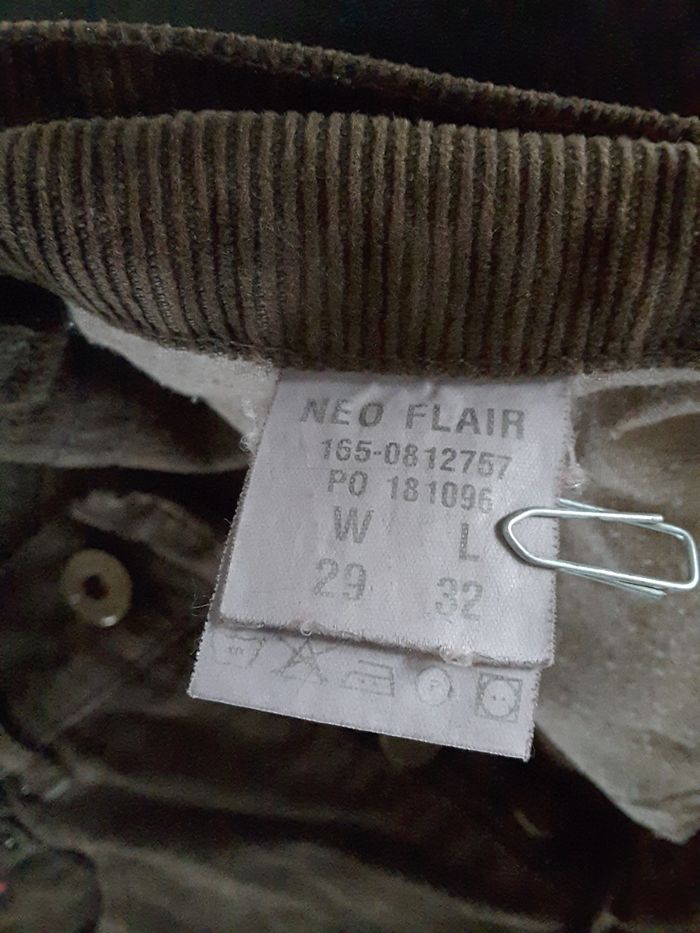 NEO FLAIR
165-0812757
PO 181096
W L
29 32